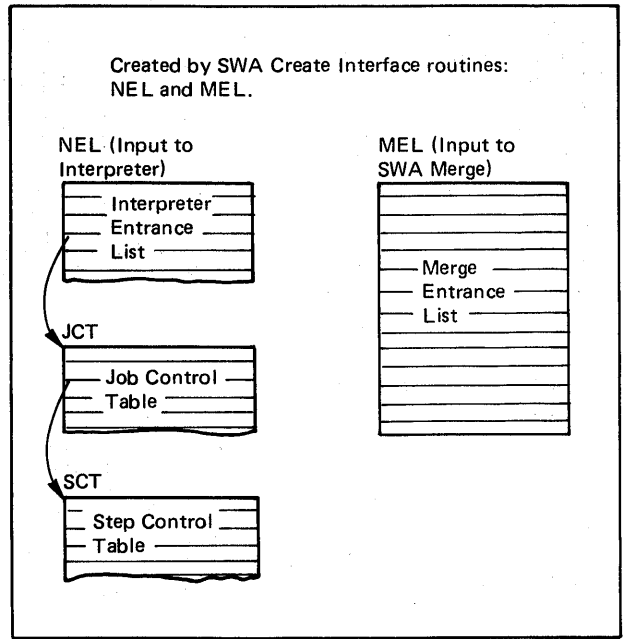 Created by SWA Create Interface routines:
NEL and MEL.
NEL (Input to
Interpreter)
Interpreter
Entrance
List
JCT
Job Control
Table
SCT
Step Control
Table
MEL (Input to
SWA Merge)
Merge
Entrance
List